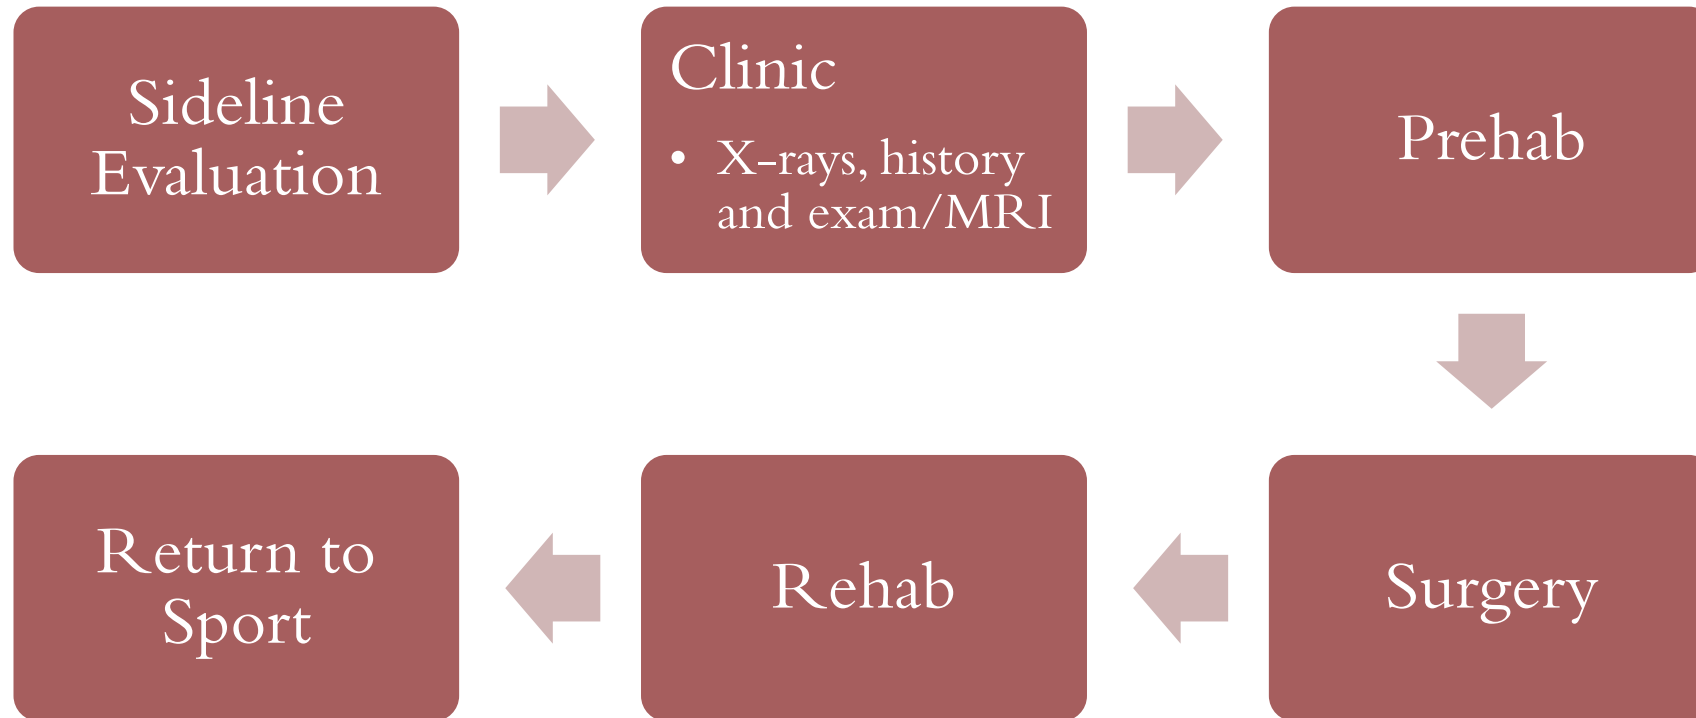 Sideline
Evaluation
Clinic
• X-rays, history
and exam/MRI
Prehab
Surgery
Rehab
Return to
Sport